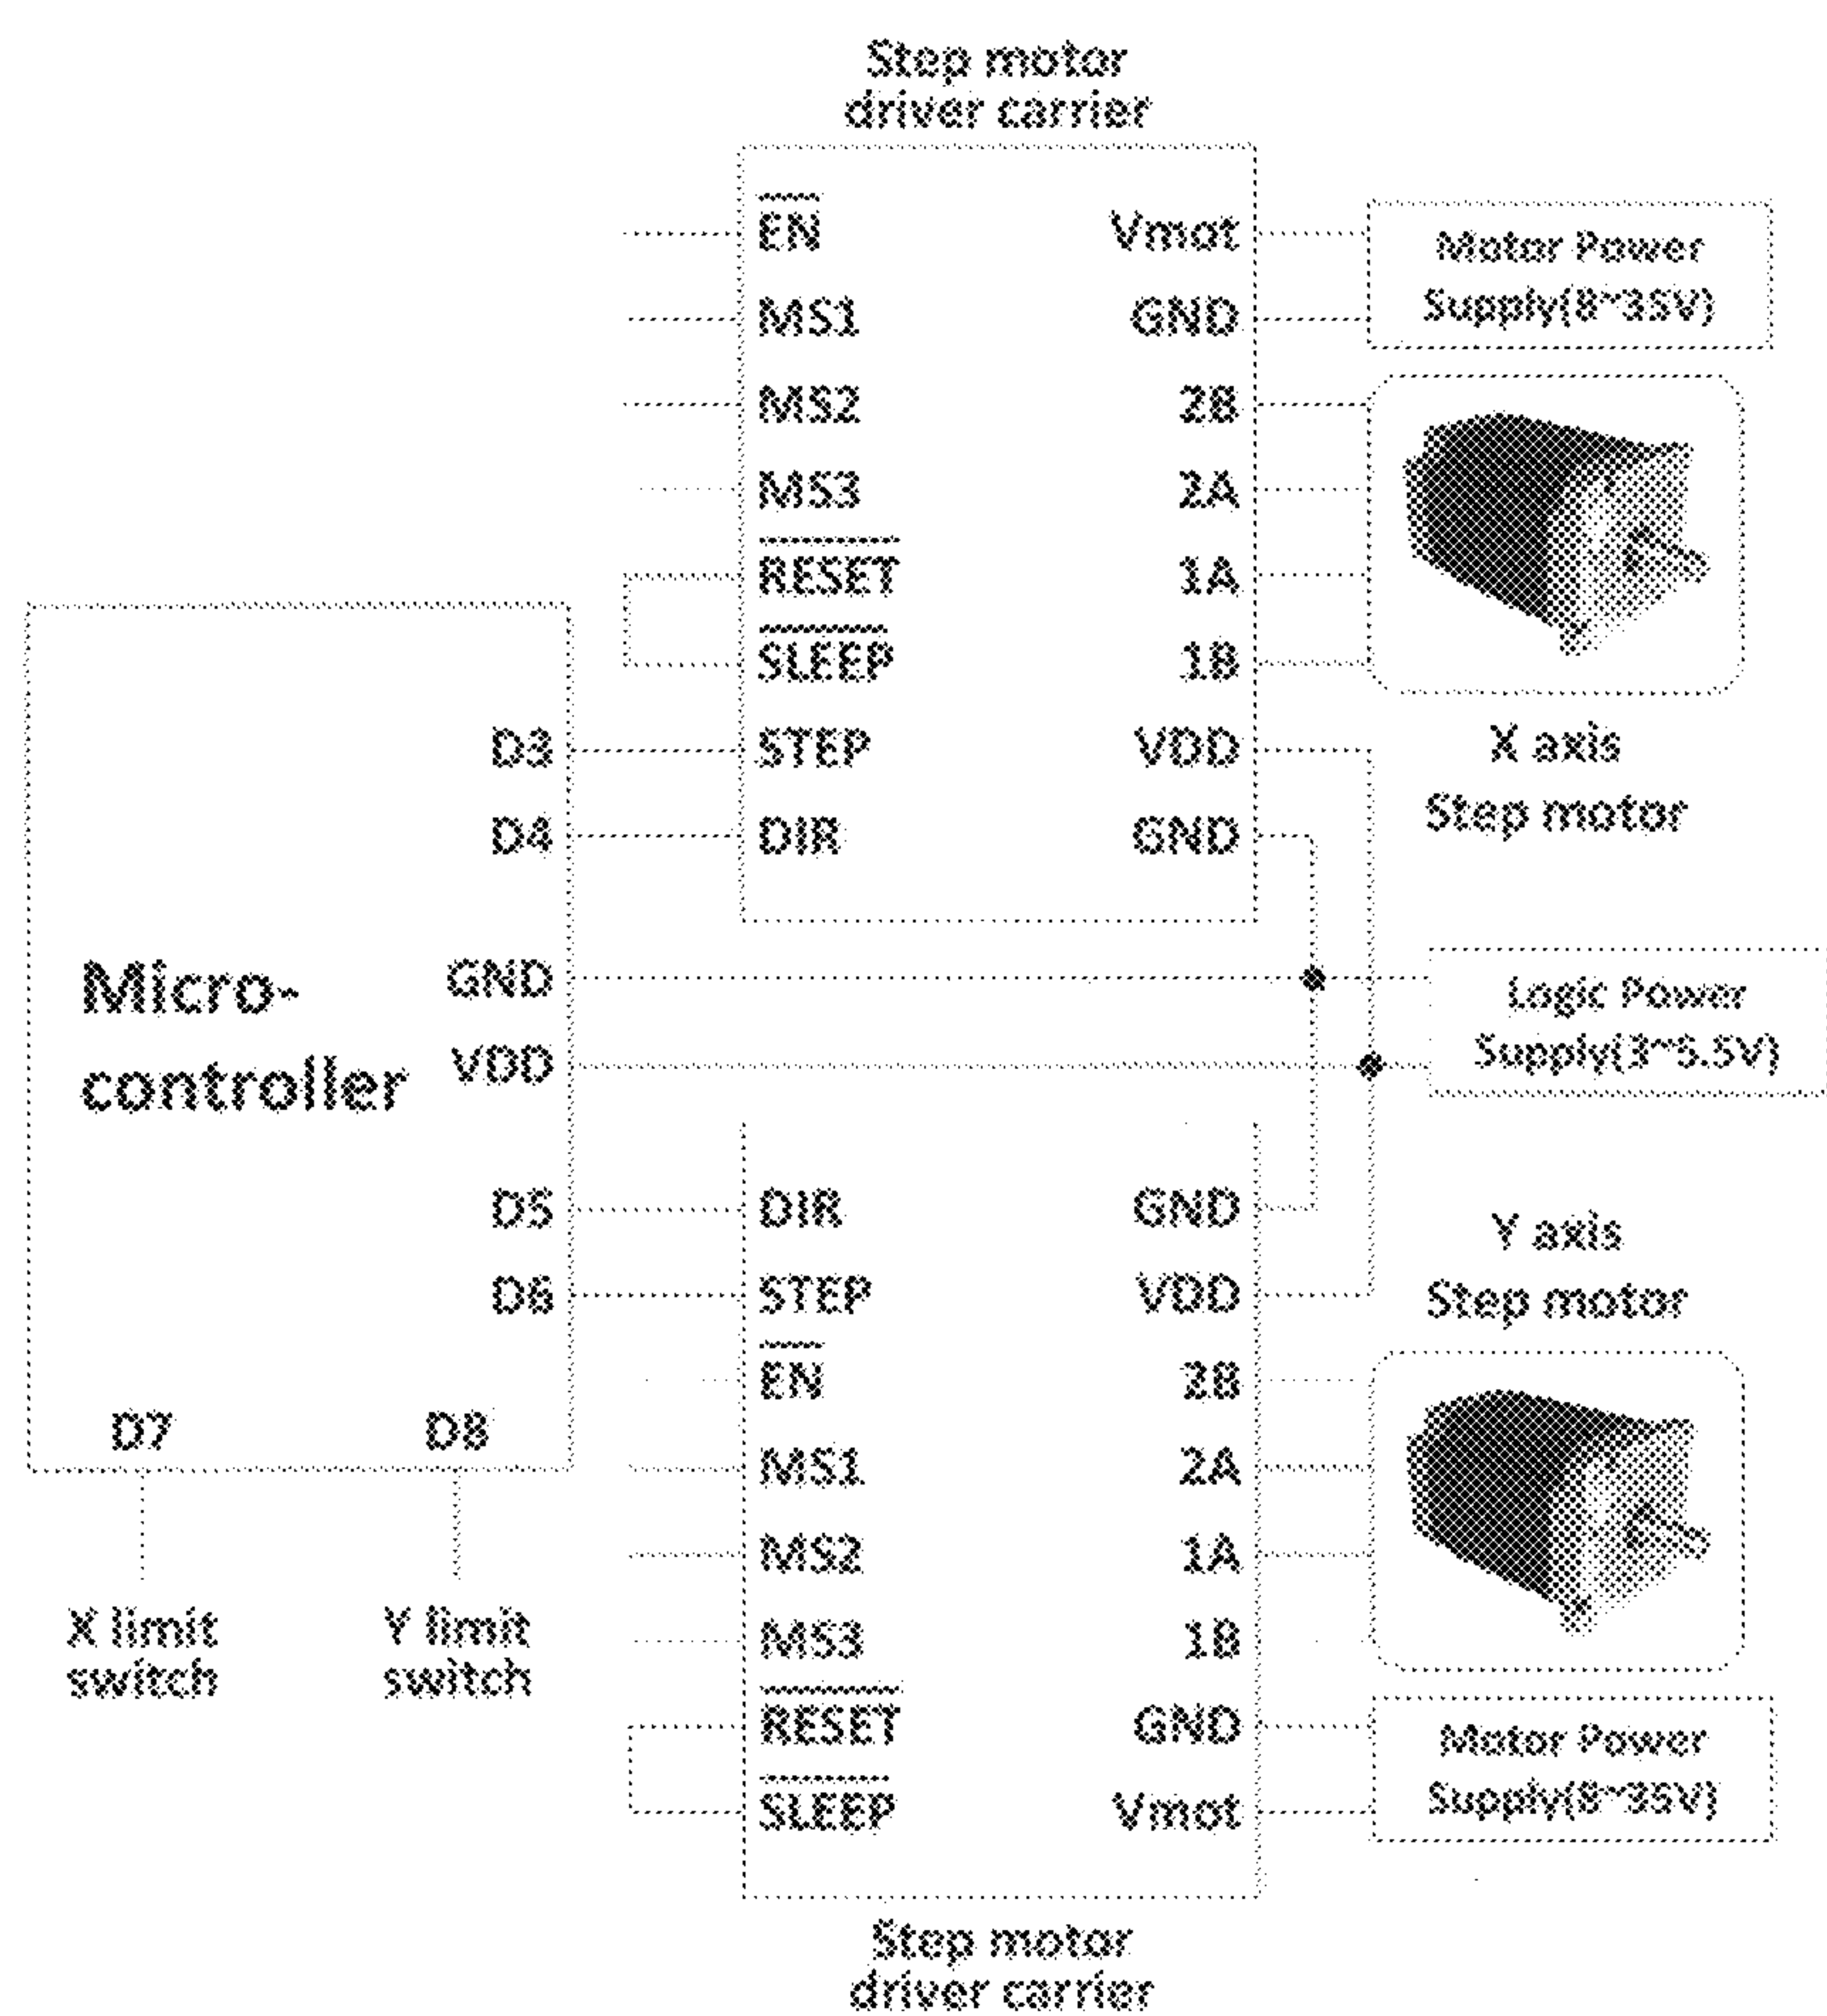 Step motor
driver carrier
EN
MS1
MS2
MS3
RESET
SLEEP
STEP
DIR
Vmot
GND
2B
2A
1A
1B
VDD
GND
Motor Power
Supply(8~35V)
X axis
Step motor
Micro-
controller
D3
D4
GND
VDD
D5
D6
D7
D8
X limit
switch
Y limit
switch
Logic Power
Supply(3~5.5V)
DIR
STEP
EN
MS1
MS2
MS3
RESET
SLEEP
GND
VDD
2B
2A
1A
1B
GND
Vmot
Y axis
Step motor
Motor Power
Supply(8~35V)
Step motor
driver carrier